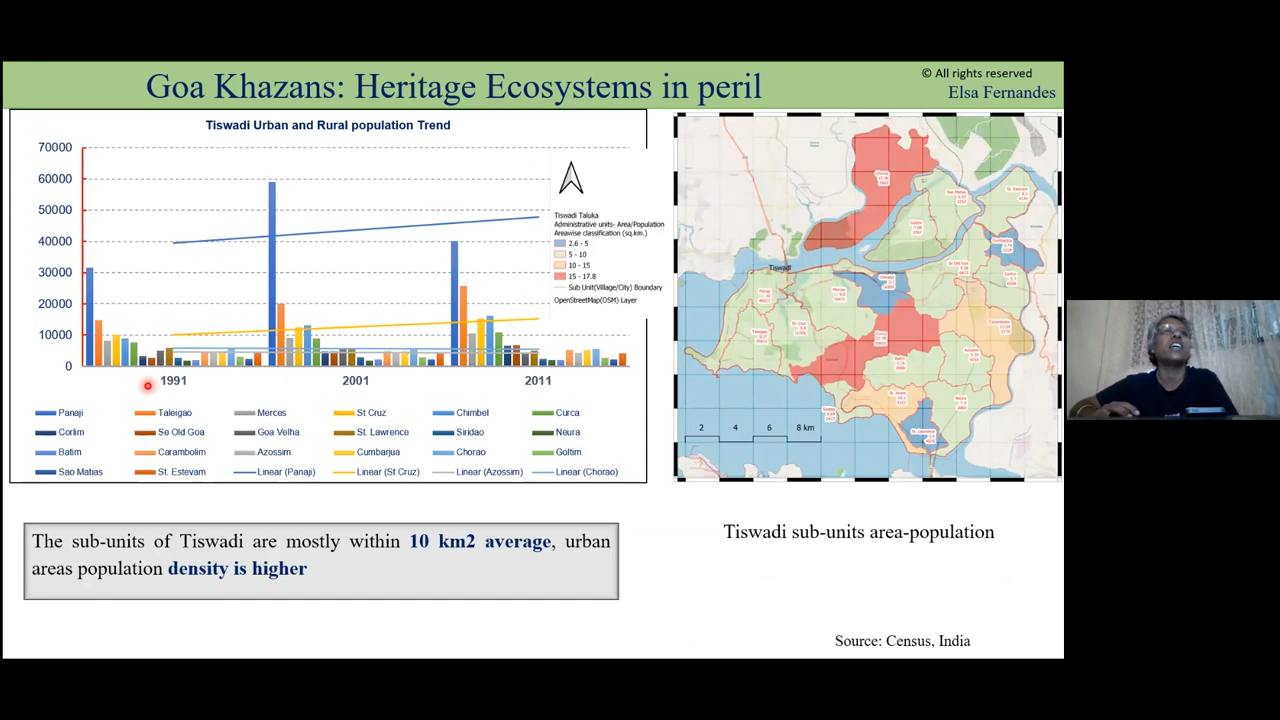 Goa Khazans: Heritage Ecosystems in peril
© All rights reserved
Elsa Fernandes
Tiswadi Urban and Rural population Trend
70000
60000
50000
40000
30000
20000
10000
0
1991 2001 2011
Panaji Taleigao Merces St Cruz Chimbel Curca
Corlim Se Old Goa Goa Velha St. Lawrence Siridao Neura
Batim Carambolim Azossim Cumbarjua Chorao Goltim
Sao Matias St. Estevam Linear (Panaji) Linear (St Cruz) Linear (Azossim) Linear (Chorao)
Tiswadi Taluka
Administrative units- Area/Population
Areawise classification (sq.km.)
2.6 - 5
5 - 10
10 - 15
15 - 17.8
Sub Unit(Village/City) Boundary
OpenStreetMap(OSM) Layer
Tiswadi
2 4 6 8 km
The sub-units of Tiswadi are mostly within 10 km2 average, urban
areas population density is higher
Tiswadi sub-units area-population
Source: Census, India